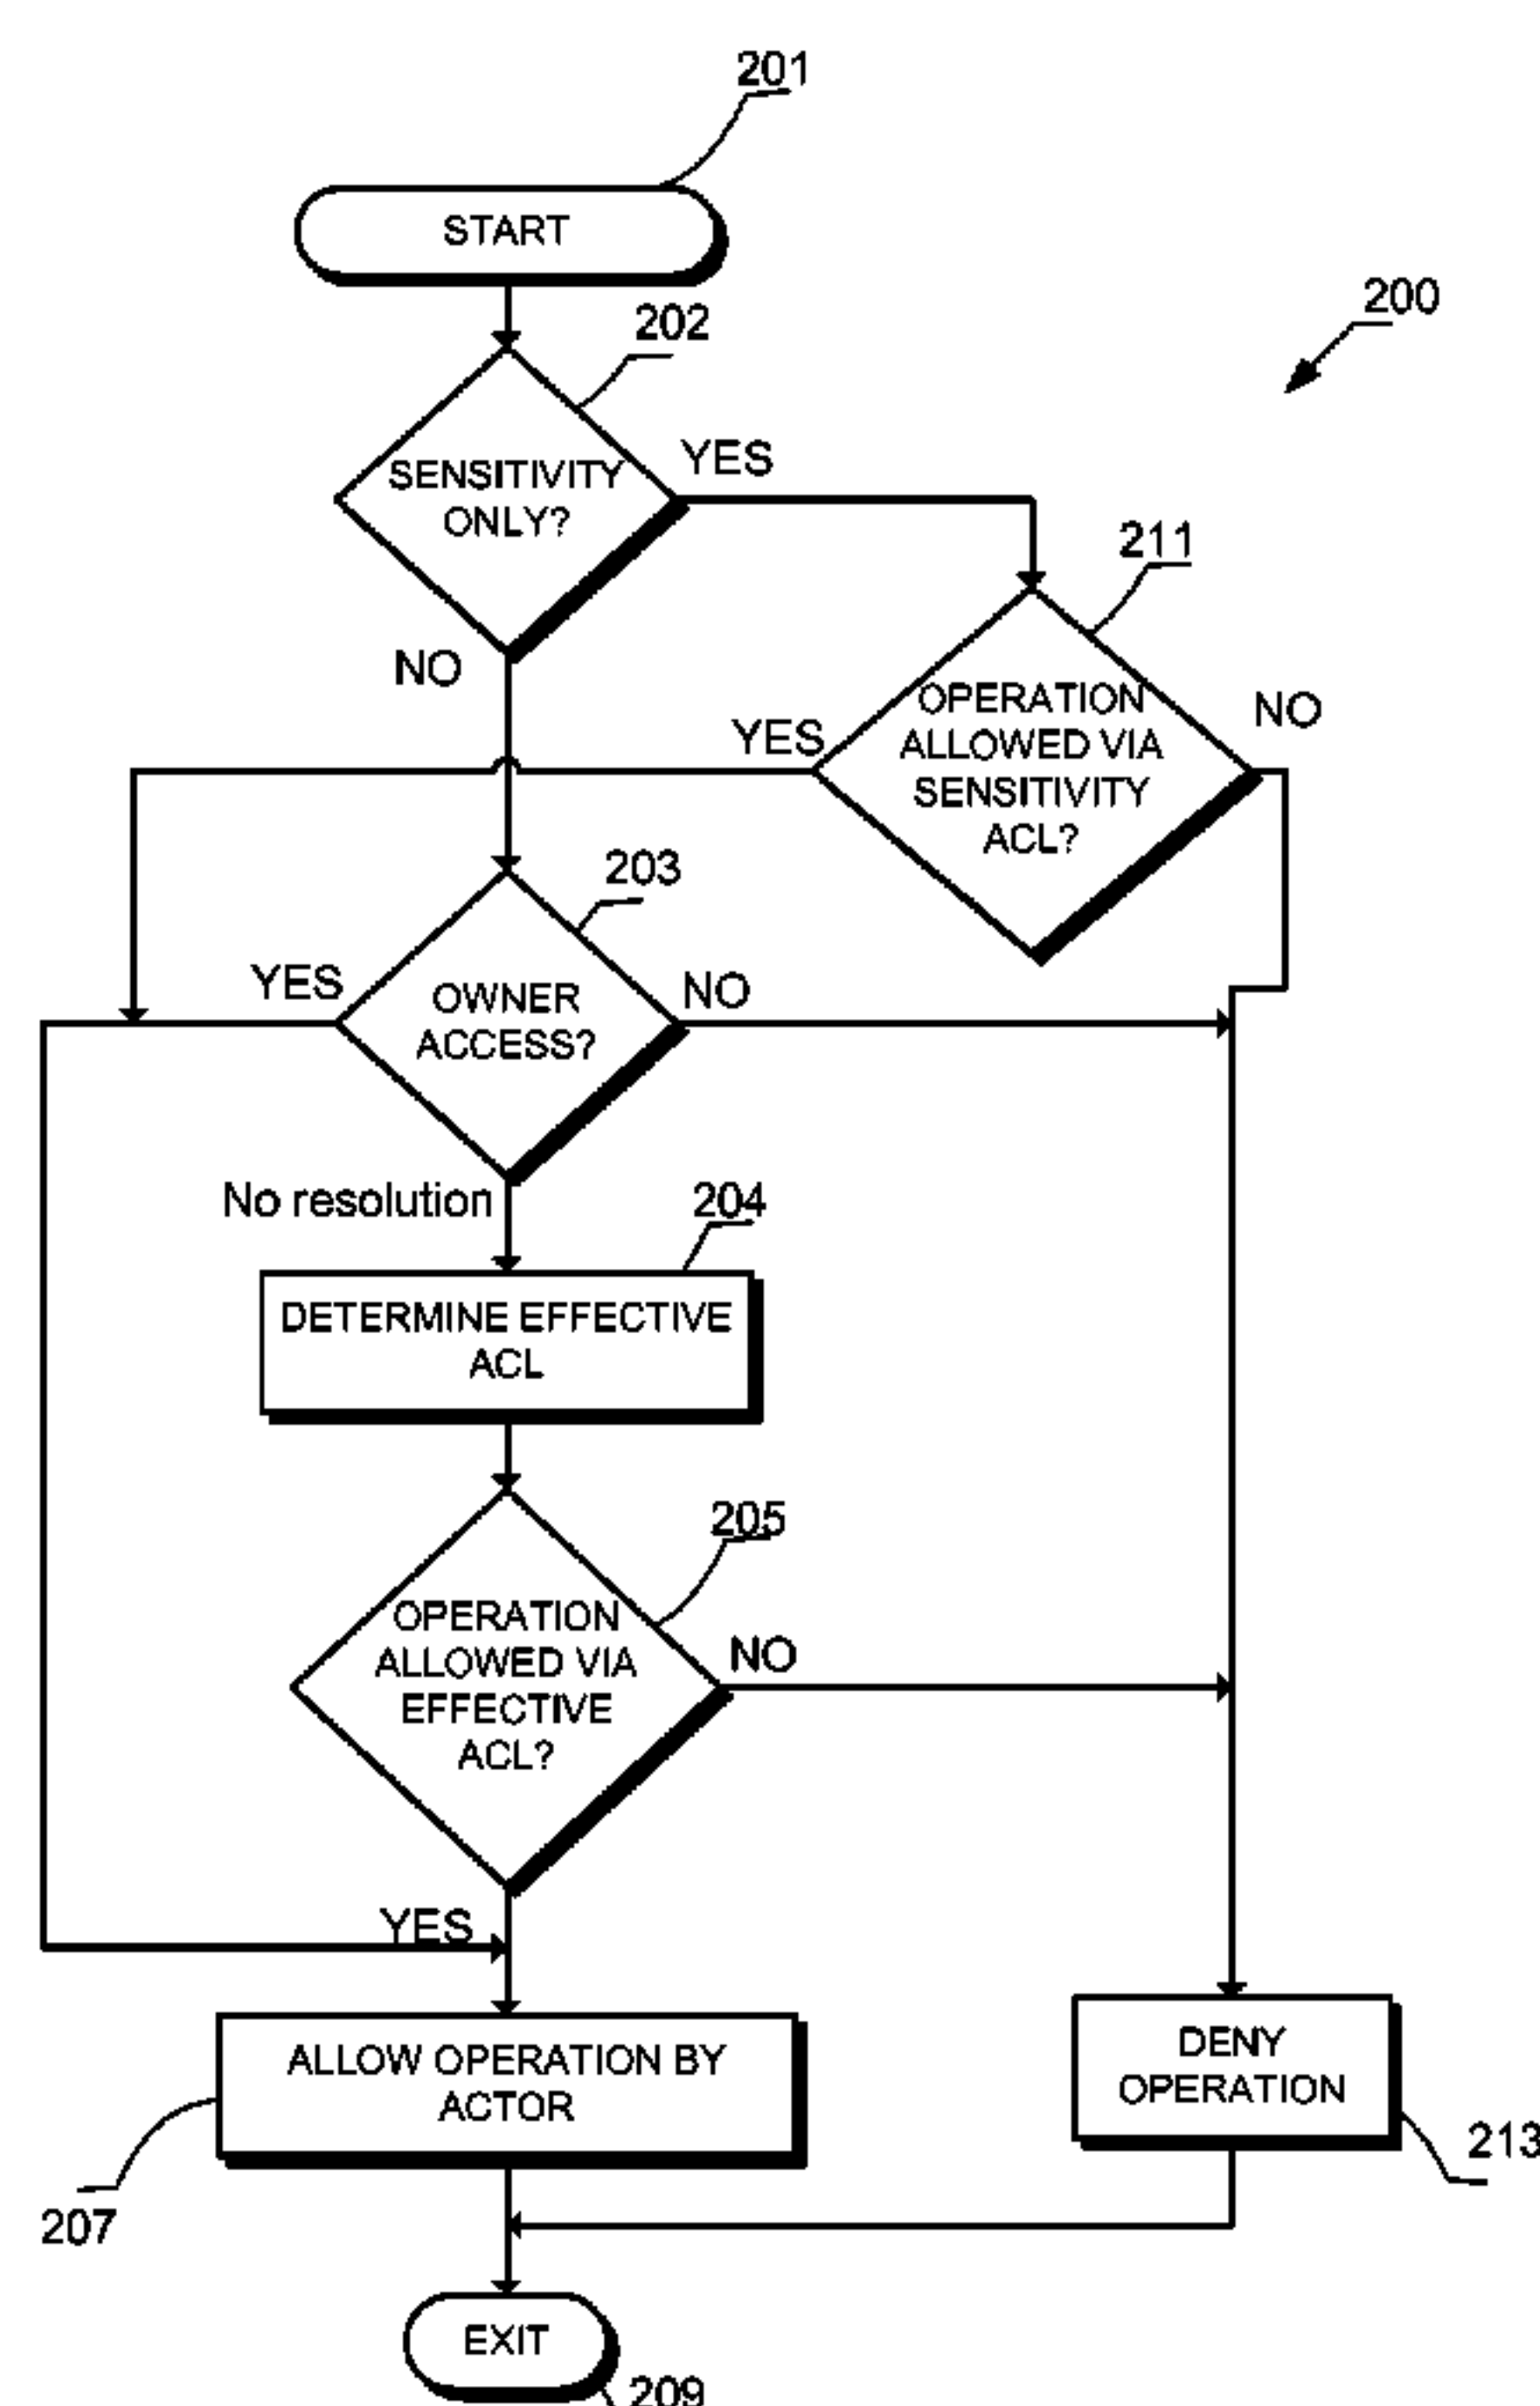 201
START
200
202
SENSITIVITY
ONLY?
YES
211
NO
OPERATION
ALLOWED VIA
SENSITIVITY
ACL?
YES
NO
203
OWNER
ACCESS?
YES
NO
No resolution
204
DETERMINE EFFECTIVE
ACL
205
OPERATION
ALLOWED VIA
EFFECTIVE
ACL?
NO
YES
ALLOW OPERATION BY
ACTOR
DENY
OPERATION
213
207
EXIT
209